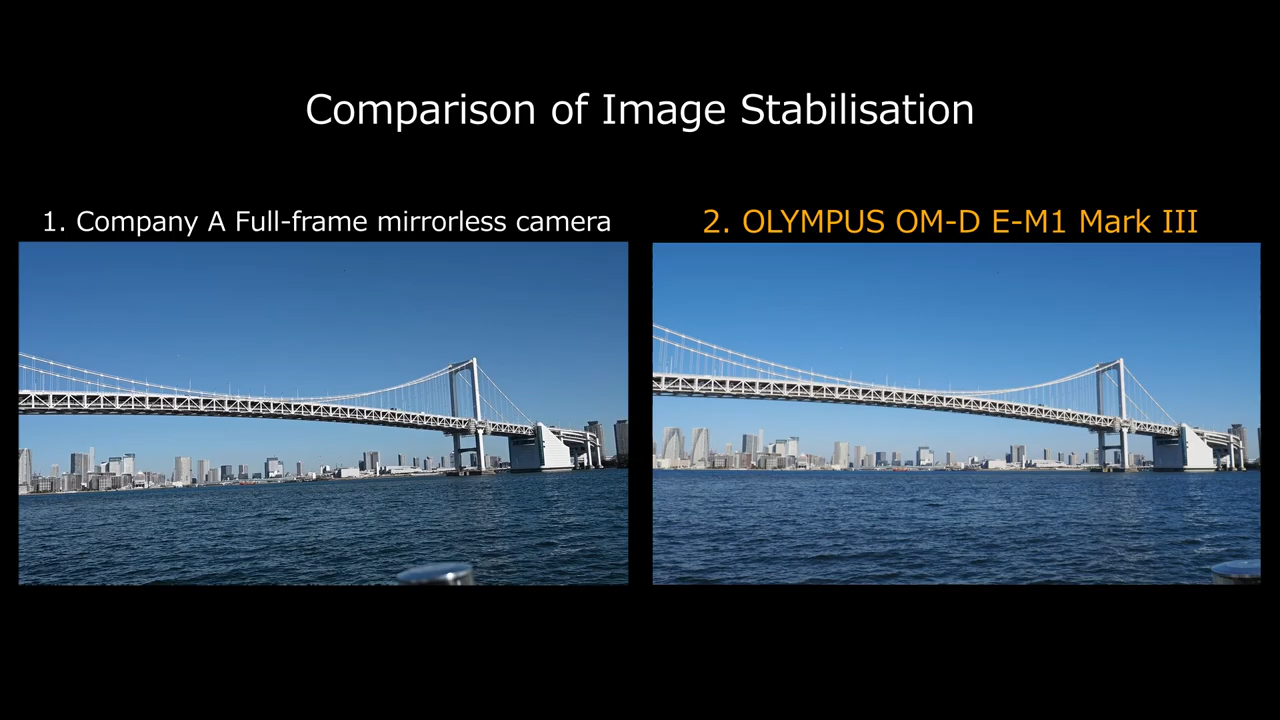 Comparison of Image Stabilisation
1. Company A Full-frame mirrorless camera
2. OLYMPUS OM-D E-M1 Mark III